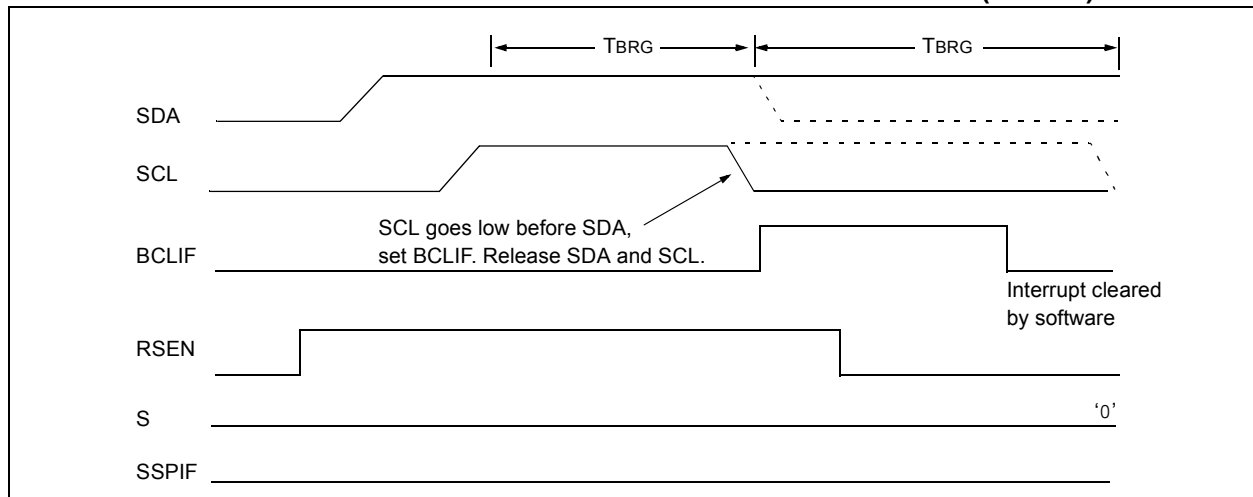 TBRG TBRG
SDA
SCL
SCL goes low before SDA,
set BCLIF. Release SDA and SCL.
BCLIF
Interrupt cleared
by software
RSEN
S ‘0’
SSPIF